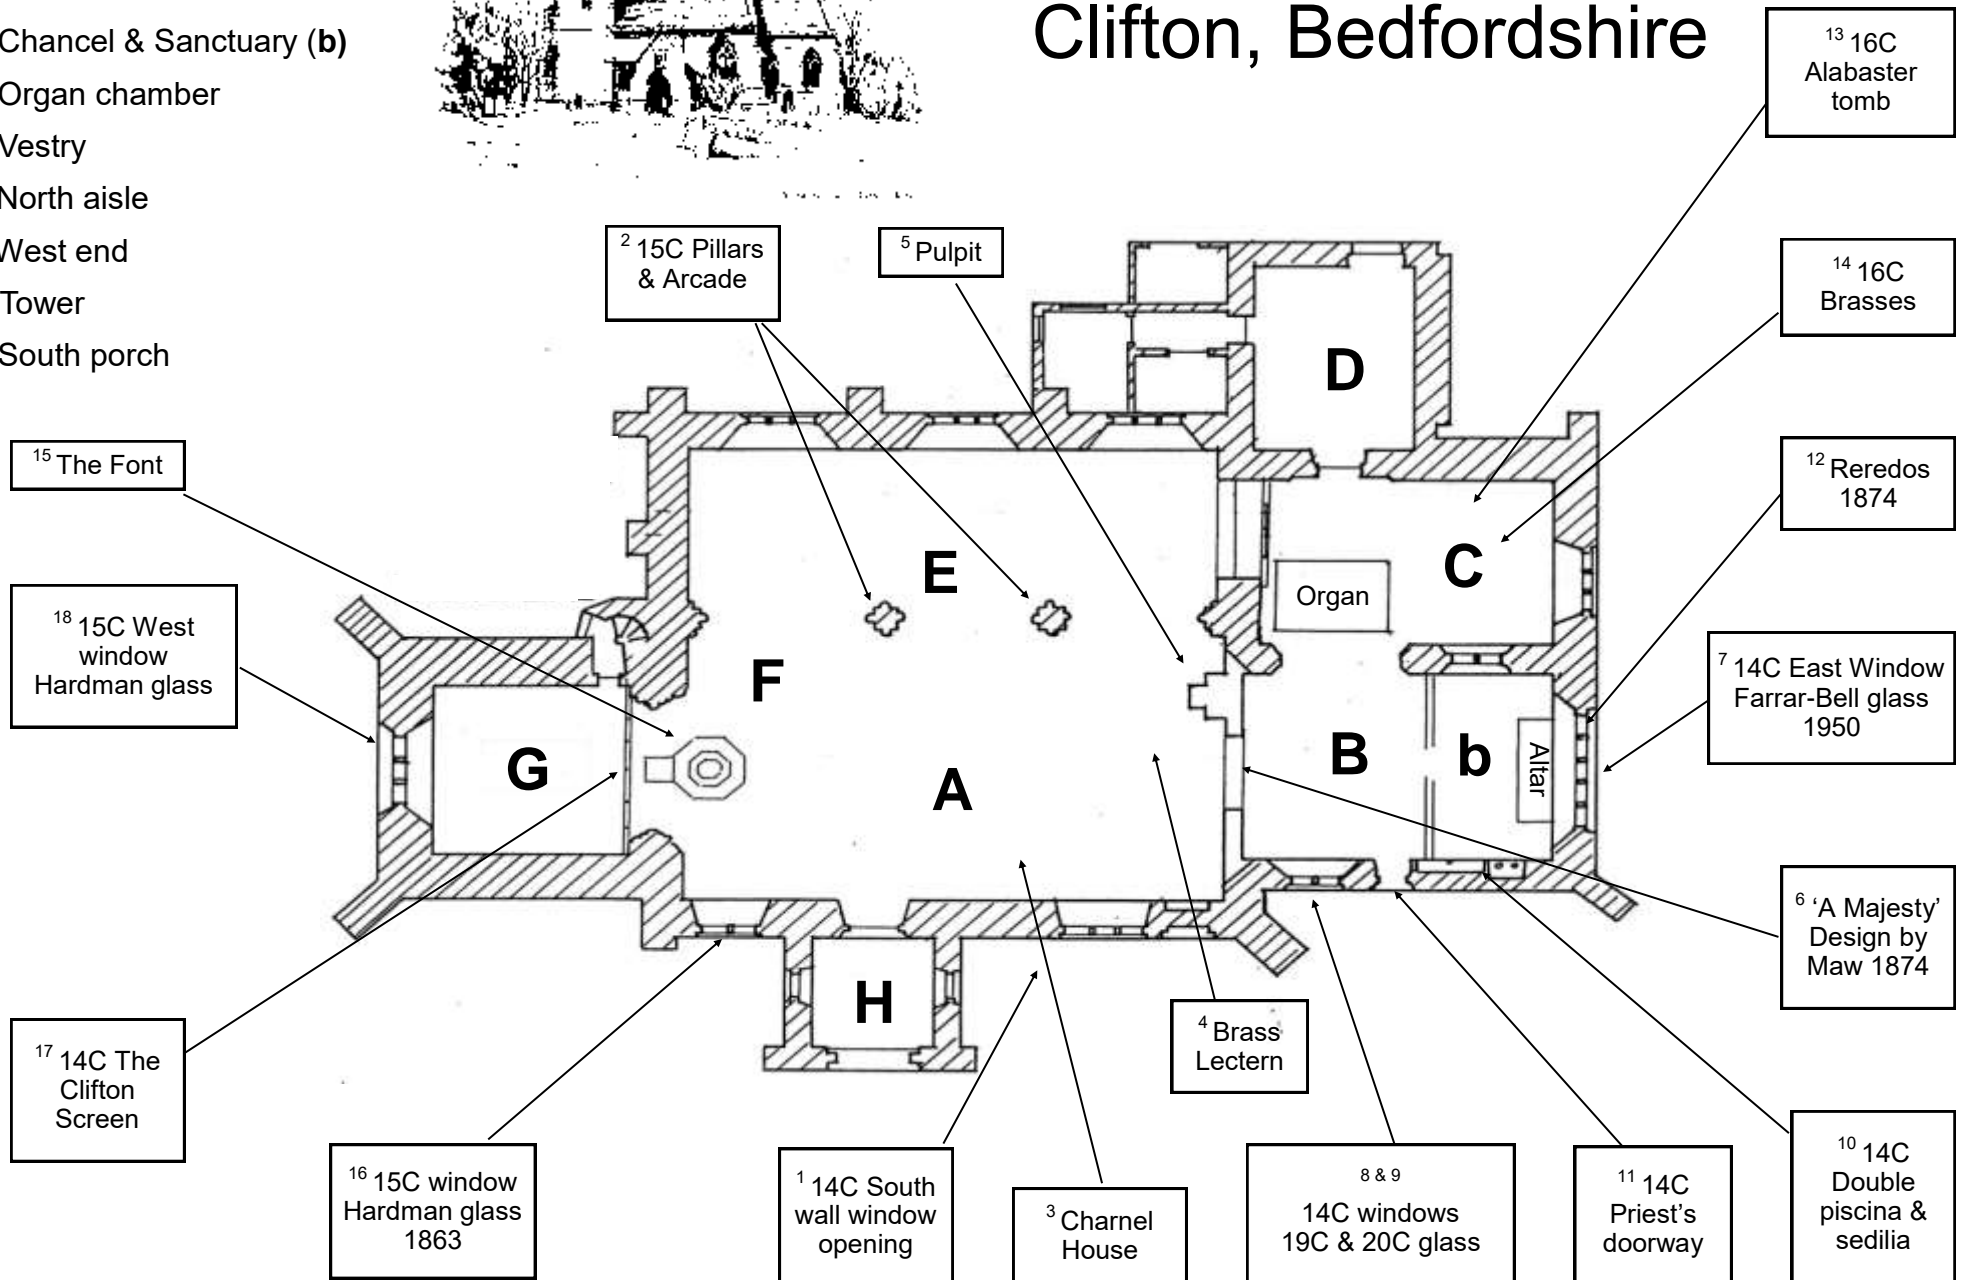 Clifton, Bedfordshire
Chancel & Sanctuary (b)
Organ chamber
Vestry
North aisle
West end
Tower
South porch
13 16C
Alabaster
tomb
2 15C Pillars
& Arcade
5 Pulpit
14 16C
Brasses
15 The Font
12 Reredos
1874
18 15C West
window
Hardman glass
7 14C East Window
Farrar-Bell glass
1950
D
E
C
Organ
F
G
A
B
b
Altar
H
6 ‘A Majesty’
Design by
Maw 1874
4 Brass
Lectern
17 14C The
Clifton
Screen
16 15C window
Hardman glass
1863
1 14C South
wall window
opening
3 Charnel
House
8 & 9
14C windows
19C & 20C glass
11 14C
Priest’s
doorway
10 14C
Double
piscina &
sedilia